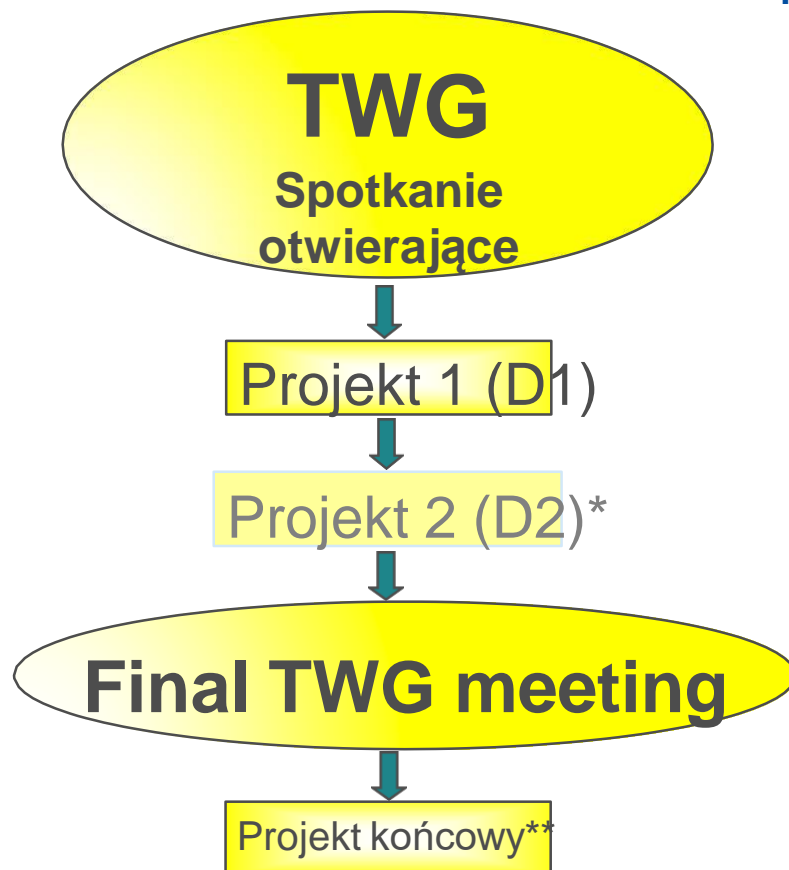 TWG
Spotkanie
otwierające
Projekt 1 (D1)
Projekt 2 (D2)*
Final TWG meeting
Projekt końcowy**